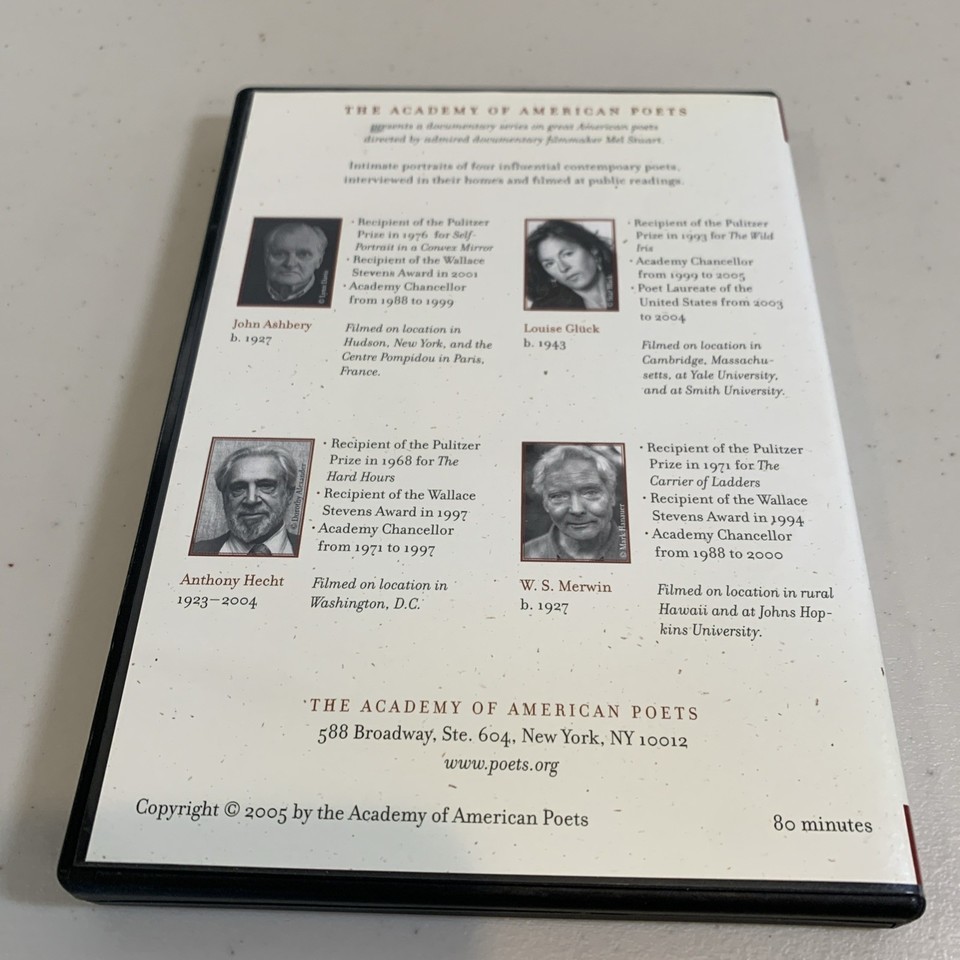 THE ACADEMY OF AMERICAN POETS
presents a documentary series on great American poets
directed by admired documentary filmmaker Mel Stuart.
Intimate portraits of four influential contempoary poets,
interviewed in their homes and filmed at public readings.
• Recipient of the Pulitzer
Prize in 1976 for Self-
Portrait in a Convex Mirror
• Recipient of the Wallace
Stevens Award in 2001
• Academy Chancellor
from 1988 to 1999
John Ashbery
b. 1927
Filmed on location in
Hudson, New York, and the
Centre Pompidou in Paris,
France.
• Recipient of the Pulitzer
Prize in 1993 for The Wild
Iris
• Academy Chancellor
from 1999 to 2005
• Poet Laureate of the
United States from 2003
to 2004
Louise Glück
b. 1943
Filmed on location in
Cambridge, Massachu-
setts, at Yale University,
and at Smith University.
© Dorothy Alexander
• Recipient of the Pulitzer
Prize in 1968 for The
Hard Hours
• Recipient of the Wallace
Stevens Award in 1997
• Academy Chancellor
from 1971 to 1997
Anthony Hecht
1923–2004
Filmed on location in
Washington, D.C.
© Mark Hanauer
• Recipient of the Pulitzer
Prize in 1971 for The
Carrier of Ladders
• Recipient of the Wallace
Stevens Award in 1994
• Academy Chancellor
from 1988 to 2000
W. S. Merwin
b. 1927
Filmed on location in rural
Hawaii and at Johns Hop-
kins University.
THE ACADEMY OF AMERICAN POETS
588 Broadway, Ste. 604, New York, NY 10012
www.poets.org
Copyright © 2005 by the Academy of American Poets
80 minutes